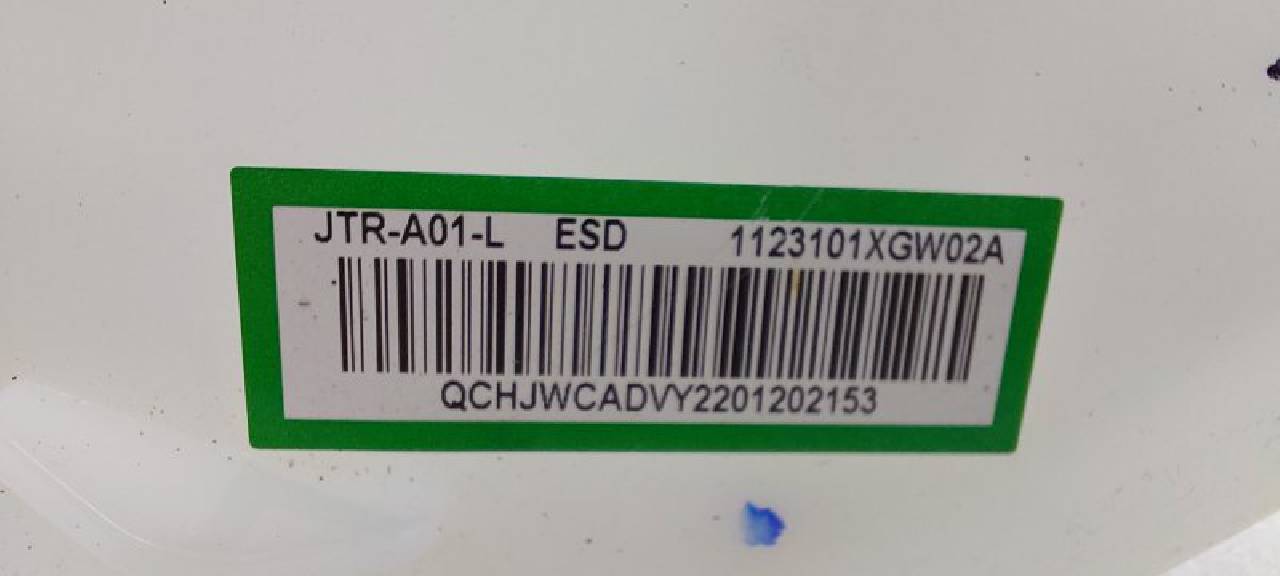 JTR-A01-L ESD 1123101XGW02A
QCHJWCADVY2201202153